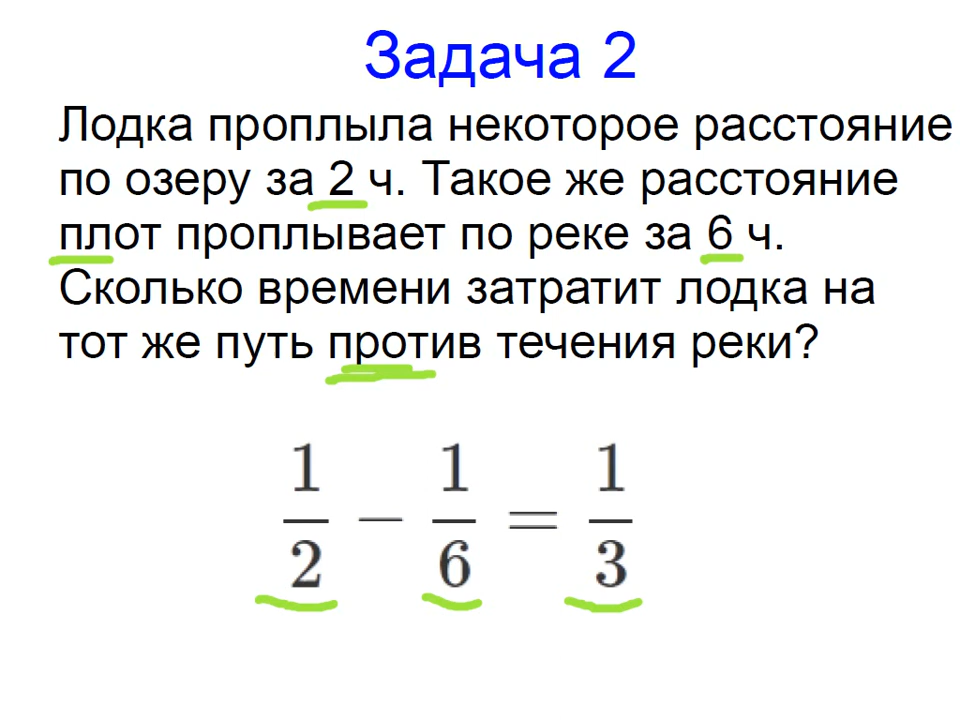 Задача 2
Лодка проплыла некоторое расстояние
по озеру за 2 ч. Такое же расстояние
плот проплывает по реке за 6 ч.
Сколько времени затратит лодка на
тот же путь против течения реки?
1/2 − 1/6 = 1/3